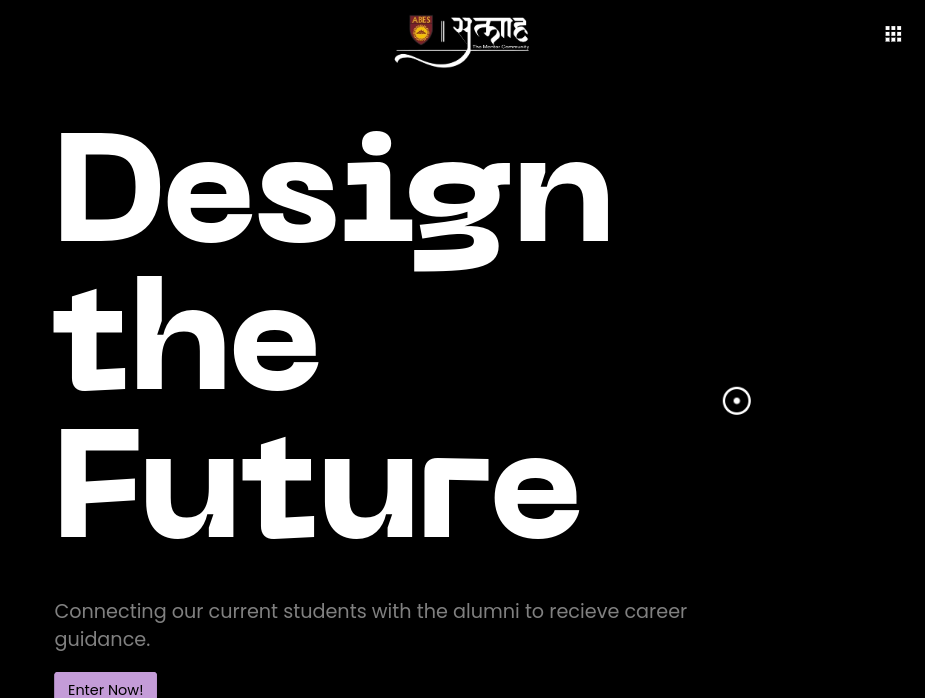 ABES
The Mentor Community
Design
the
Future
Connecting our current students with the alumni to recieve career
guidance.
Enter Now!